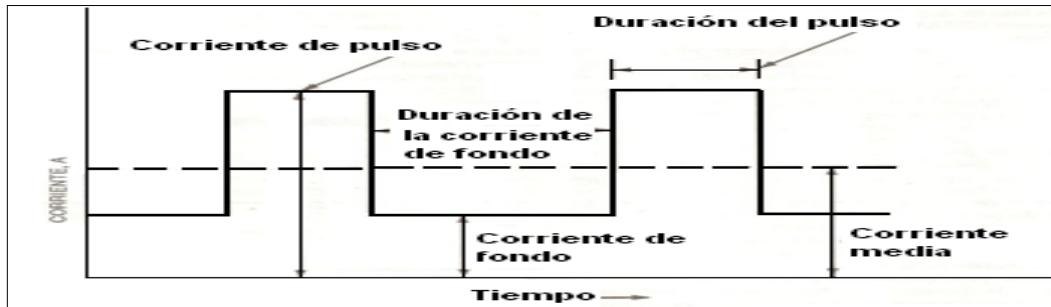 Duración del pulso
Corriente de pulso
Duración de
la corriente
de fondo
CORRIENTE, A
Corriente de
fondo
Corriente
media
Tiempo